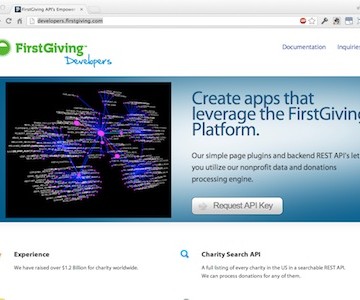 FirstGiving API's Empower
developers.firstgiving.com
FirstGiving™
Developers
Documentation Inquiries
Create apps that
leverage the FirstGiving
Platform.
Our simple page plugins and backend REST API's let
you utilize our nonprofit data and donations
processing engine.
Request API Key
Experience
We have raised over $1.2 Billion for charity worldwide.
Charity Search API
A full listing of every charity in the US in a searchable REST API.
We can process donations for any of them.